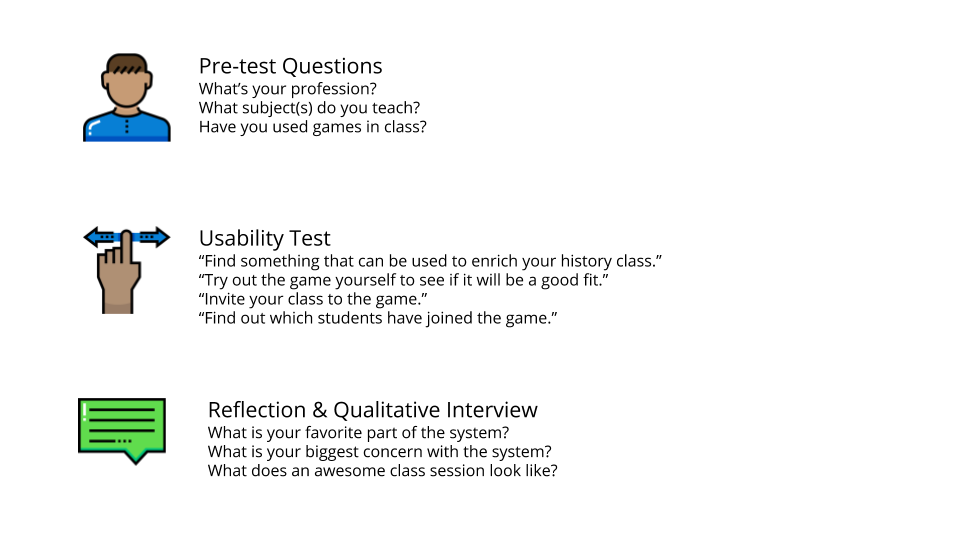 Pre-test Questions
What’s your profession?
What subject(s) do you teach?
Have you used games in class?
Usability Test
“Find something that can be used to enrich your history class.”
“Try out the game yourself to see if it will be a good fit.”
“Invite your class to the game.”
“Find out which students have joined the game.”
Reflection & Qualitative Interview
What is your favorite part of the system?
What is your biggest concern with the system?
What does an awesome class session look like?